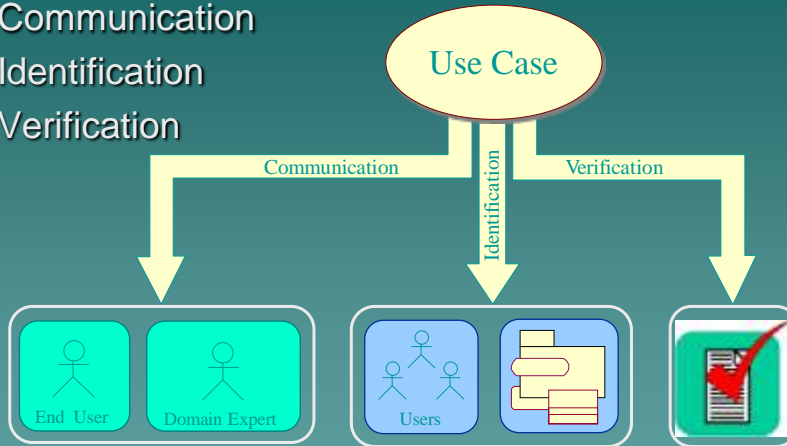 Communication
Identification
Verification
Use Case
Communication
Identification
Verification
End User
Domain Expert
Users